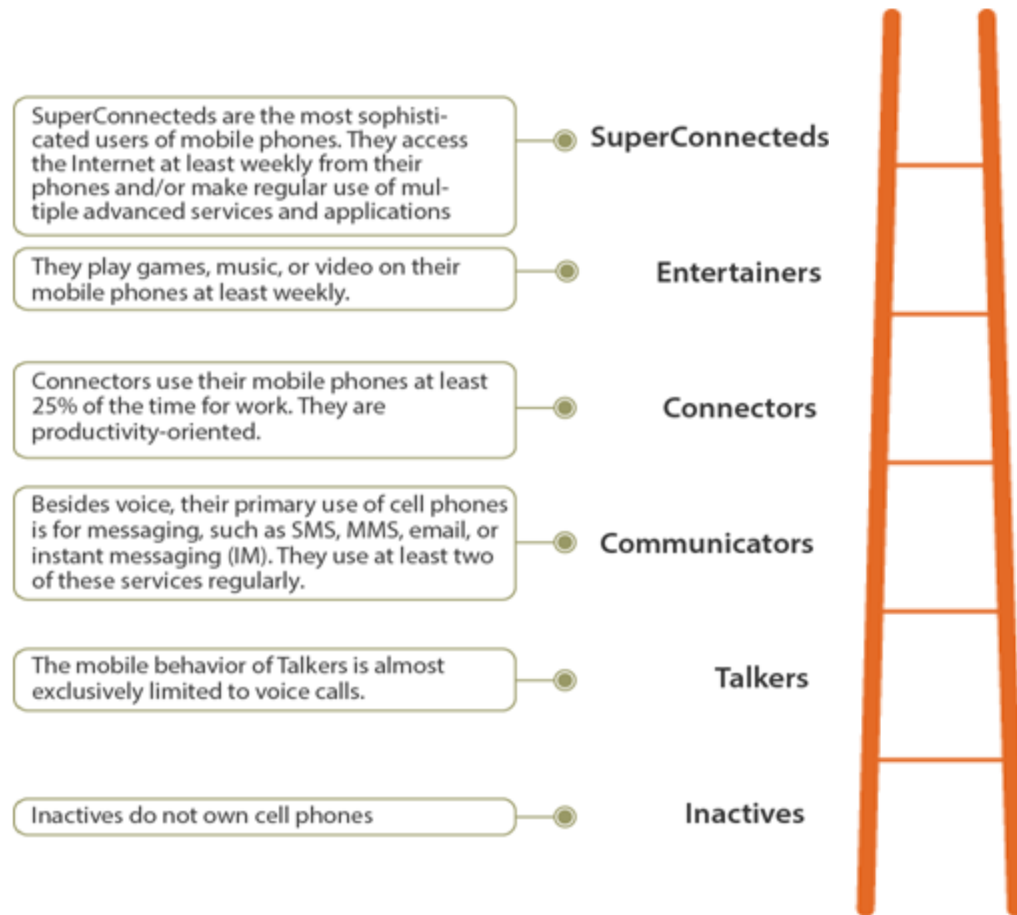 SuperConnecteds are the most sophisti-
cated users of mobile phones. They access
the Internet at least weekly from their
phones and/or make regular use of mul-
tiple advanced services and applications
SuperConnecteds
They play games, music, or video on their
mobile phones at least weekly.
Entertainers
Connectors use their mobile phones at least
25% of the time for work. They are
productivity-oriented.
Connectors
Besides voice, their primary use of cell phones
is for messaging, such as SMS, MMS, email, or
instant messaging (IM). They use at least two
of these services regularly.
Communicators
The mobile behavior of Talkers is almost
exclusively limited to voice calls.
Talkers
Inactives do not own cell phones
Inactives